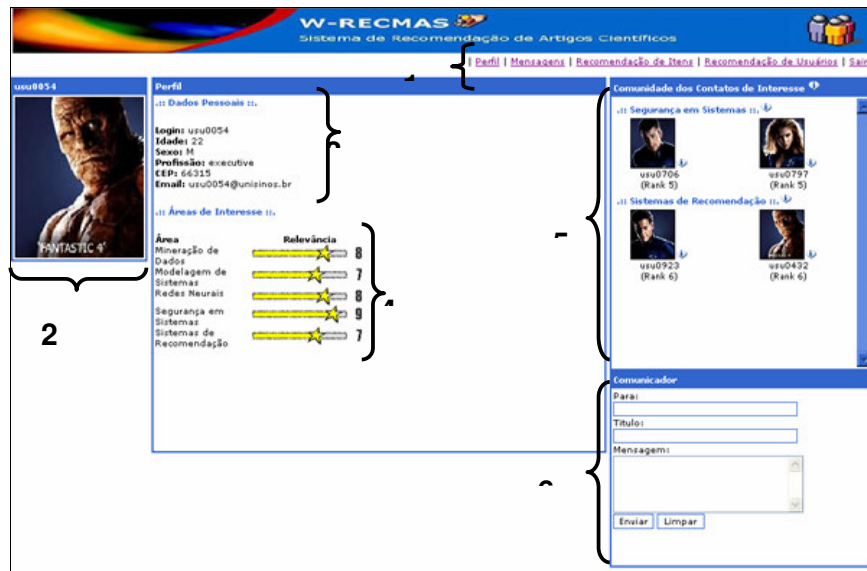 W-RECMAS
Sistema de Recomendação de Artigos Científicos
| Perfil | Mensagens | Recomendação de Itens | Recomendação de Usuários | Sair
usu0054
FANTASTIC 4
2
Perfil
.:: Dados Pessoais ::.
Login: usu0054
Idade: 22
Sexo: M
Profissão: executive
CEP: 66315
Email: usu0054@unisinos.br
.:: Áreas de Interesse ::.
Área Relevância
Mineração de Dados 8
Modelagem de Sistemas 7
Redes Neurais 8
Segurança em Sistemas 9
Sistemas de Recomendação 7
Comunidade dos Contatos de Interesse
.:: Segurança em Sistemas ::.
usu0706 usu0797
(Rank 5) (Rank 5)
.:: Sistemas de Recomendação ::.
usu0923 usu0432
(Rank 6) (Rank 6)
Comunicador
Para:
Título:
Mensagem:
Enviar Limpar